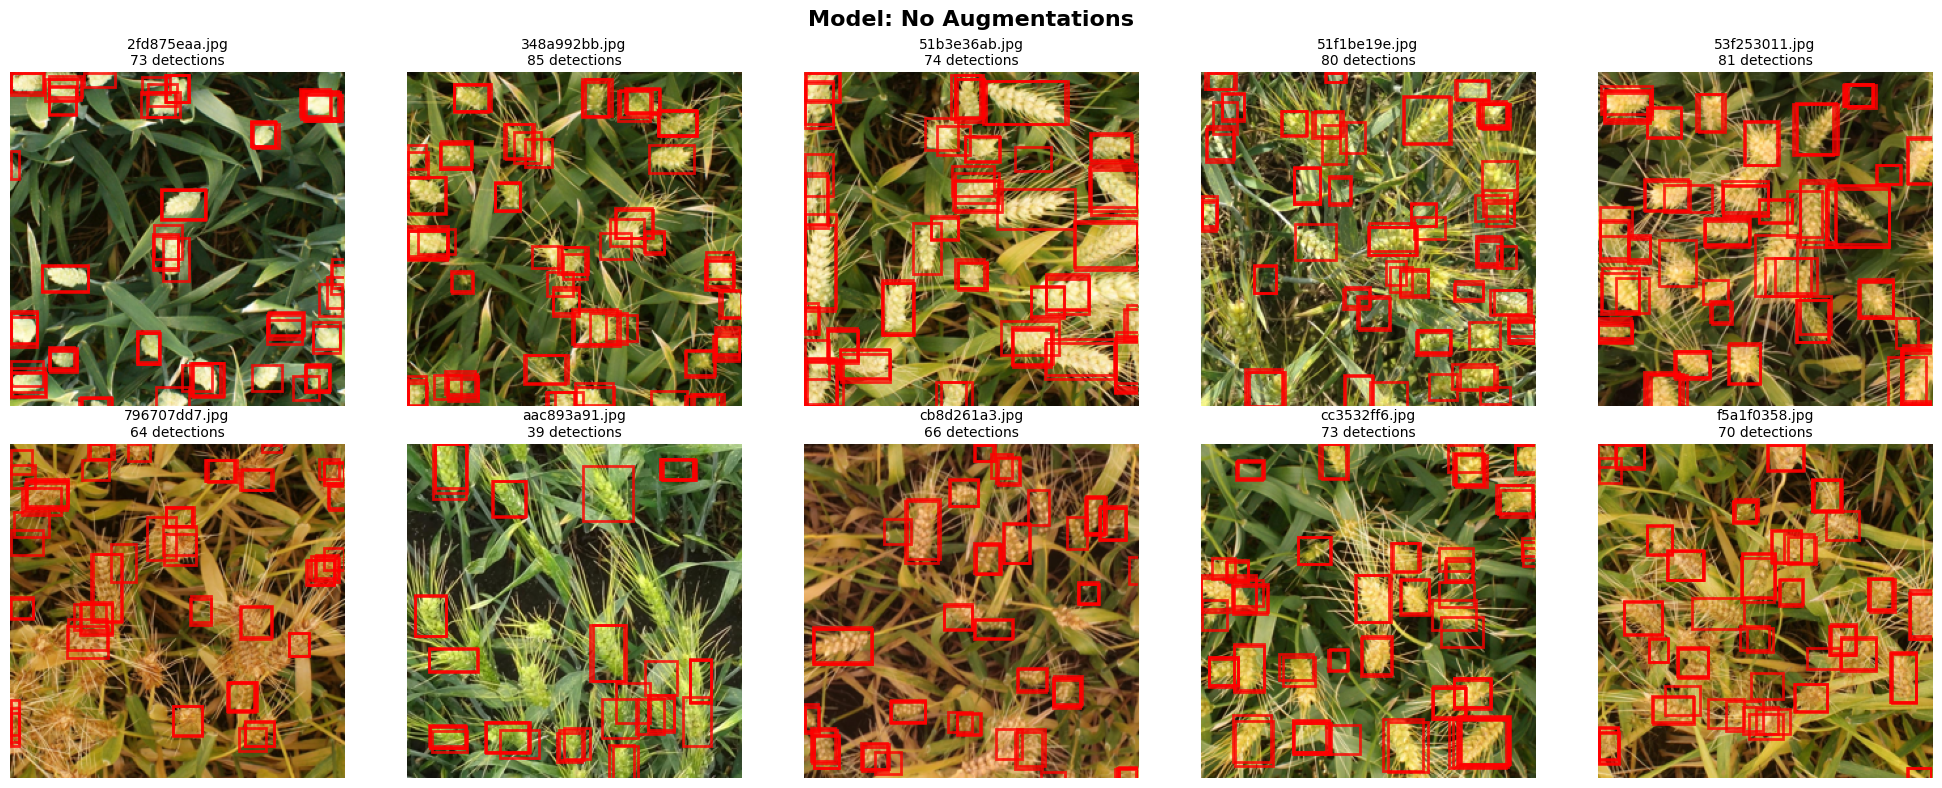 Model: No Augmentations
2fd875eaa.jpg
73 detections
348a992bb.jpg
85 detections
51b3e36ab.jpg
74 detections
51f1be19e.jpg
80 detections
53f253011.jpg
81 detections
796707dd7.jpg
64 detections
aac893a91.jpg
39 detections
cb8d261a3.jpg
66 detections
cc3532ff6.jpg
73 detections
f5a1f0358.jpg
70 detections